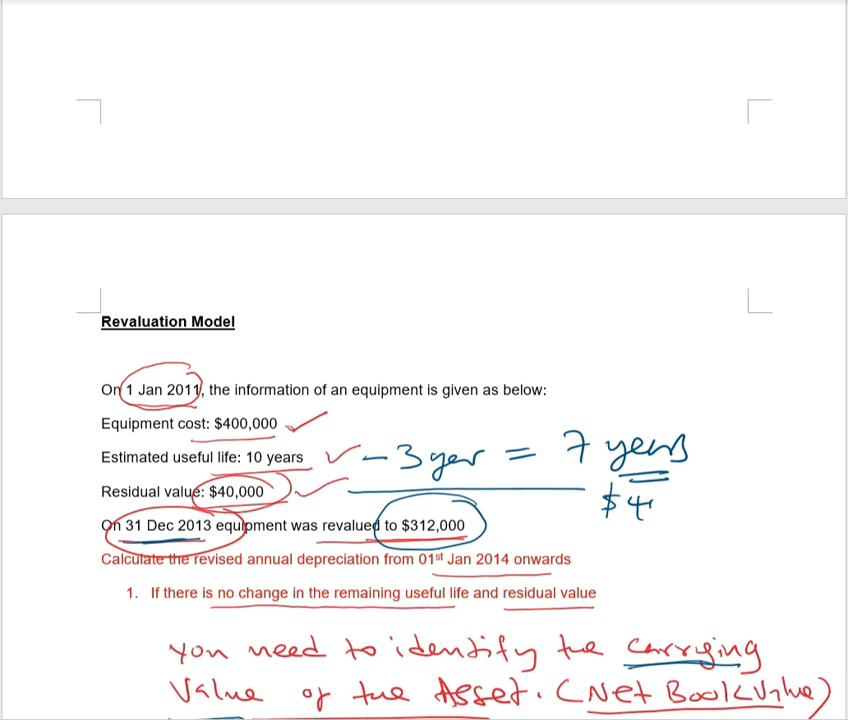 Revaluation Model
On 1 Jan 2011, the information of an equipment is given as below:
Equipment cost: $400,000
Estimated useful life: 10 years - 3 year = 7 years
Residual value: $40,000
$4
On 31 Dec 2013 equipment was revalued to $312,000
Calculate the revised annual depreciation from 01st Jan 2014 onwards
1. If there is no change in the remaining useful life and residual value
you need to identify the carrying
Value of the Asset. (Net Book Value)